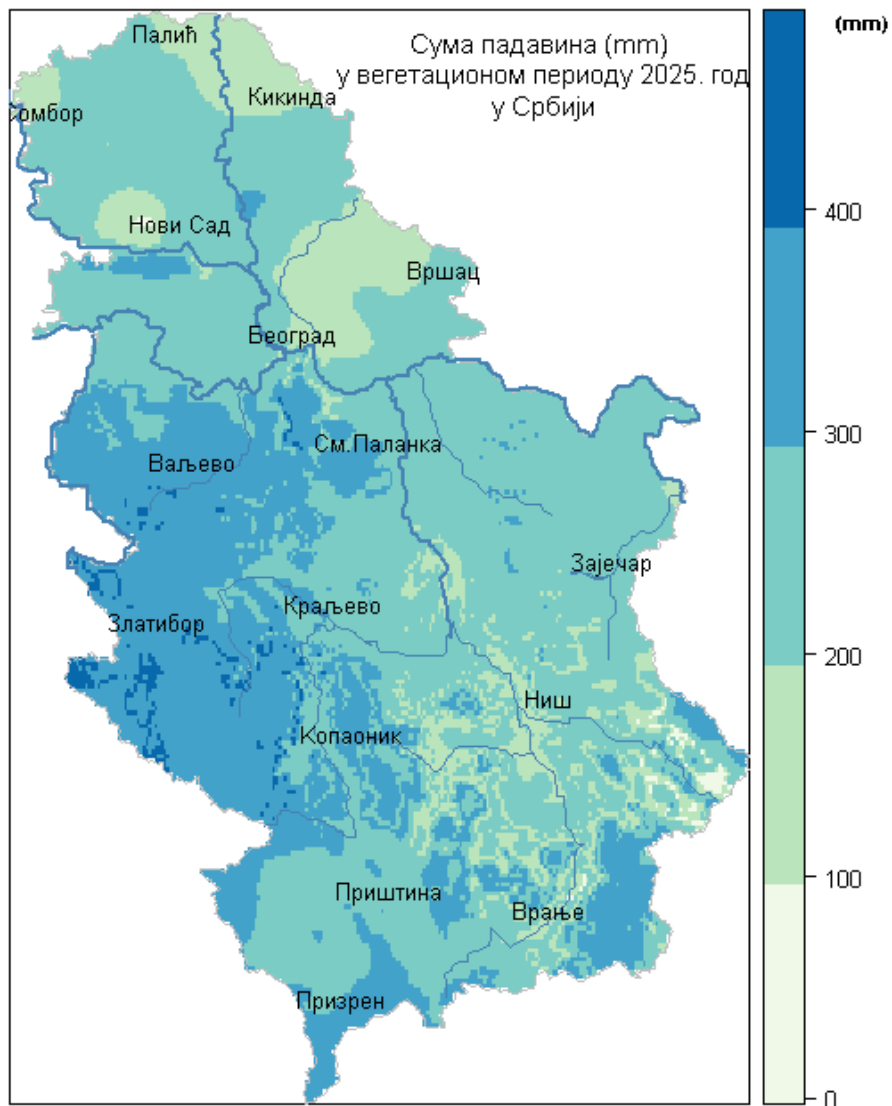 Сума падавина (mm)
у вегетационом периоду 2025. год
у Србији
(mm)
Палић
Кикинда
Сомбор
Нови Сад
Вршац
Београд
См.Паланка
Ваљево
Зајечар
Краљево
Златибор
Ниш
Копаоник
Приштина
Врање
Призрен
400
300
200
100
0